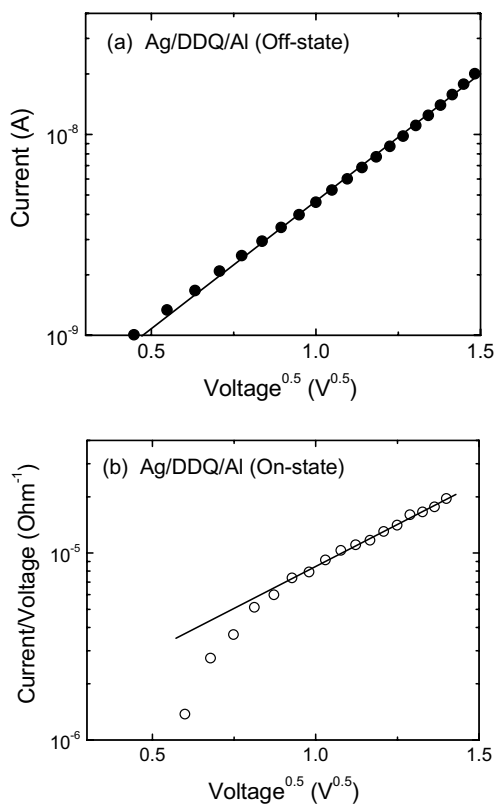 (a) Ag/DDQ/Al (Off-state)
Current (A)
10^-8
10^-9
0.5 1.0 1.5
Voltage^0.5 (V^0.5)
(b) Ag/DDQ/Al (On-state)
Current/Voltage (Ohm^-1)
10^-5
10^-6
0.5 1.0 1.5
Voltage^0.5 (V^0.5)